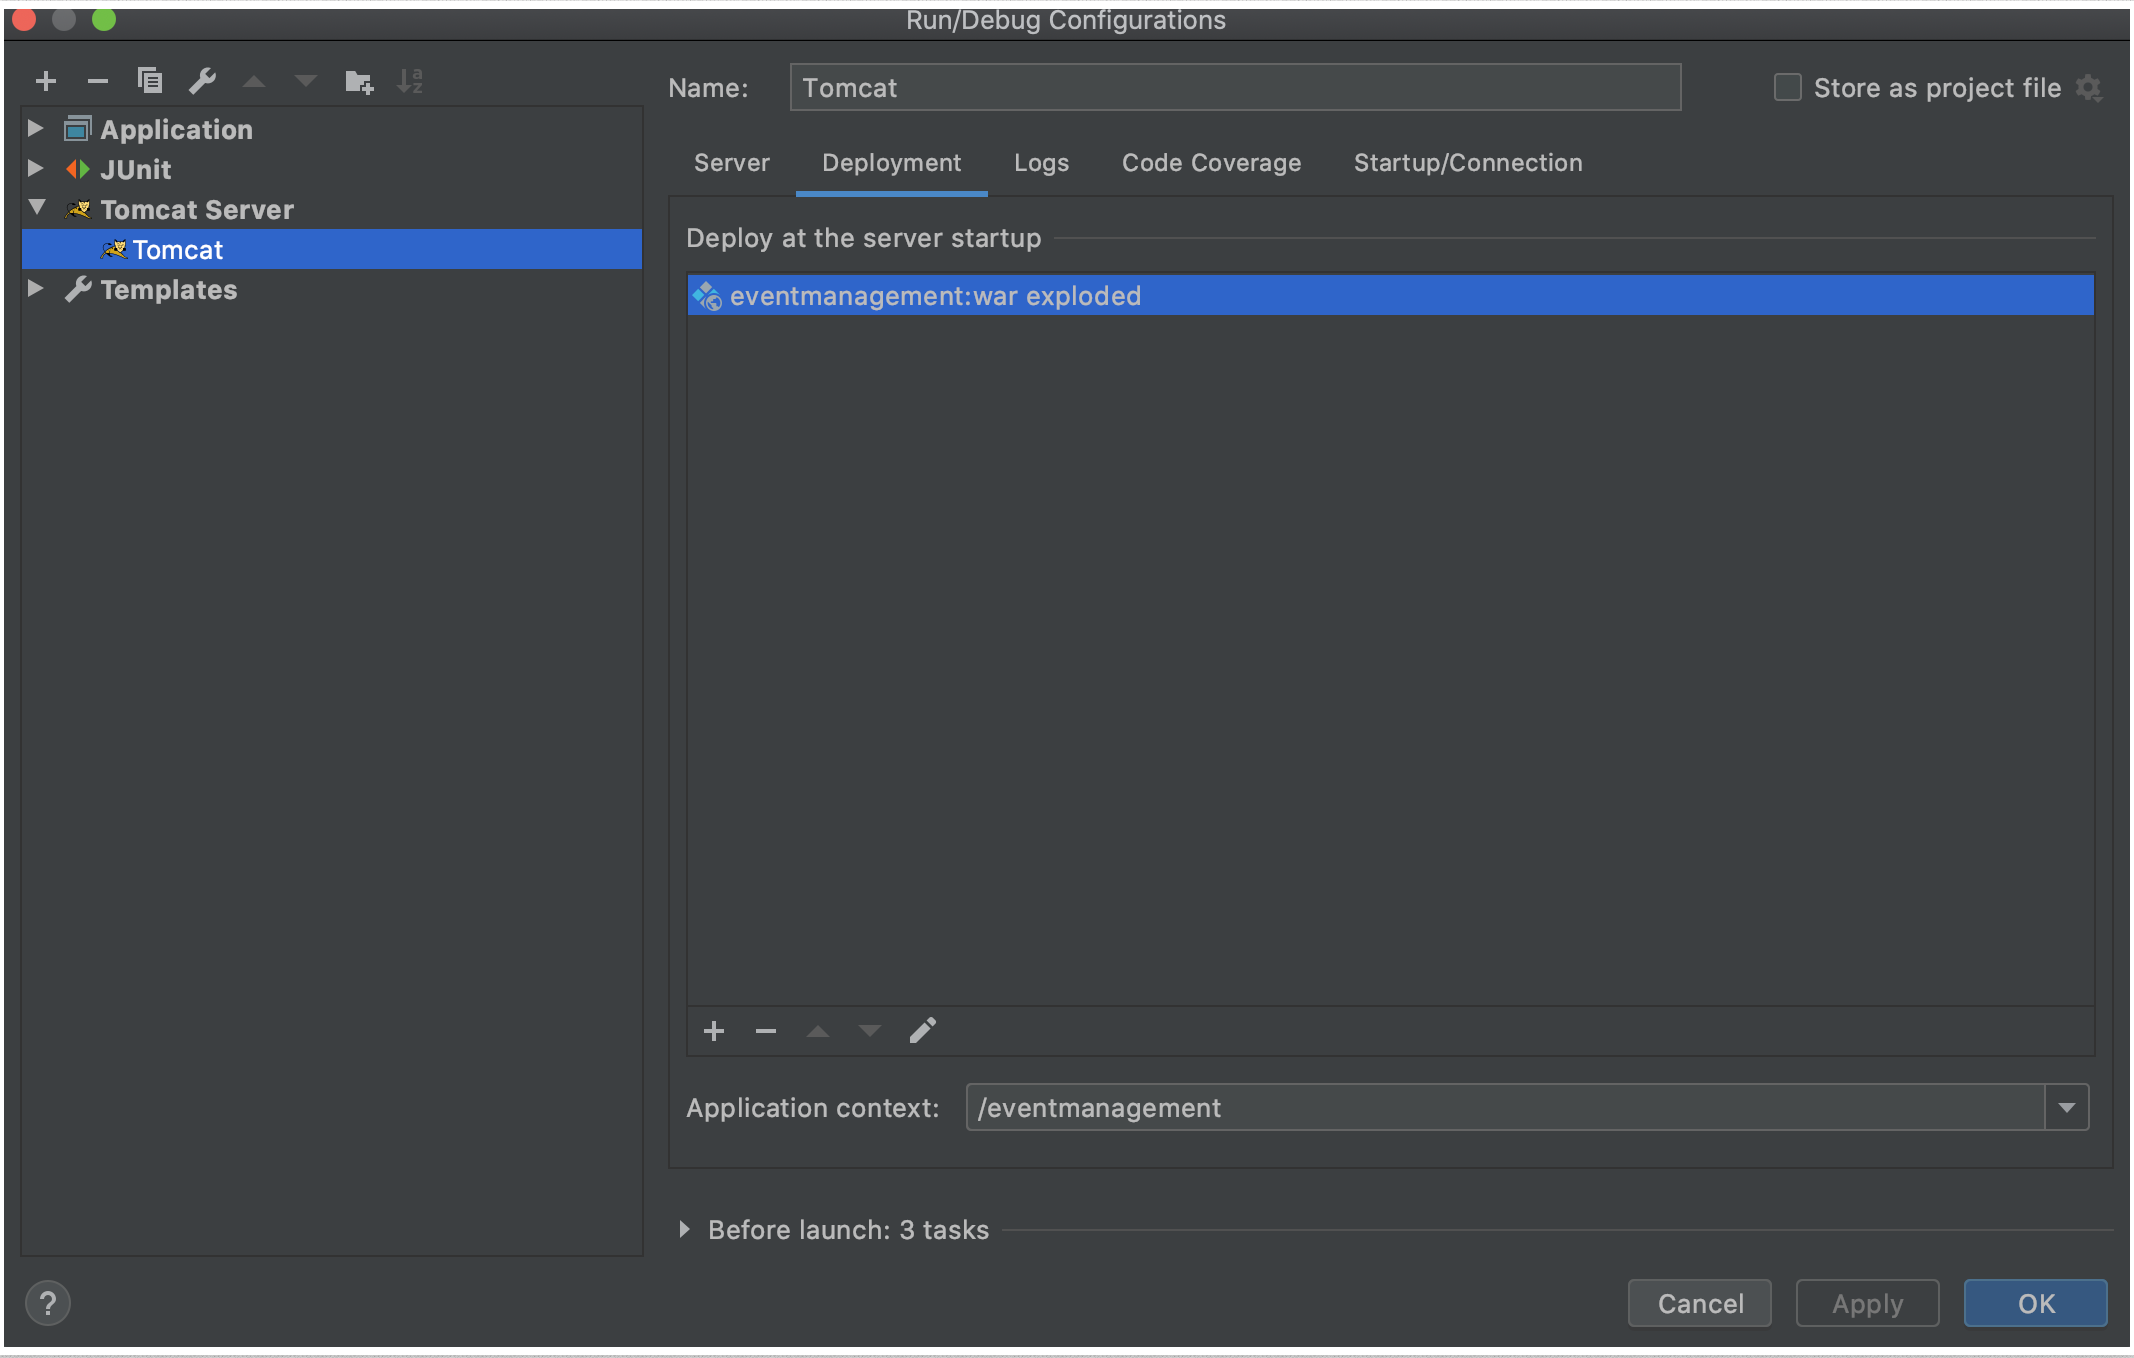 Run/Debug Configurations
Name: Tomcat
Store as project file
Application
JUnit
Tomcat Server
Tomcat
Templates
Server Deployment Logs Code Coverage Startup/Connection
Deploy at the server startup
eventmanagement:war exploded
Application context: /eventmanagement
Before launch: 3 tasks
? Cancel Apply OK